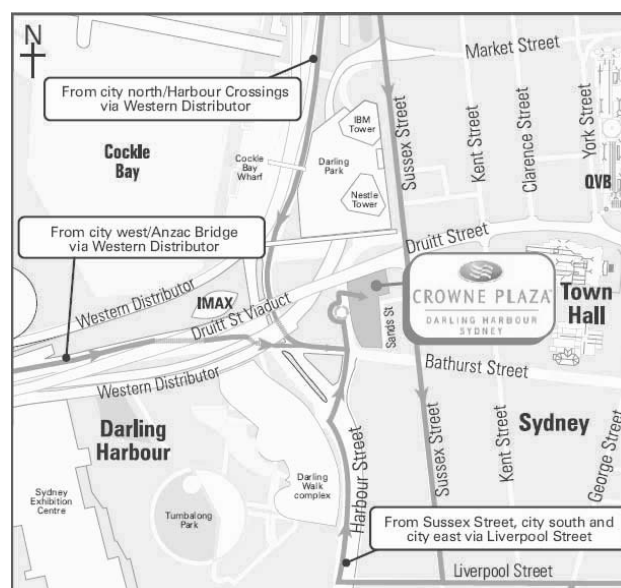 N
Market Street
From city north/Harbour Crossings
via Western Distributor
IBM
Tower
Sussex Street
Kent Street
Clarence Street
York Street
Cockle
Bay
Cockle
Bay
Wharf
Darling
Park
QVB
Nestle
Tower
From city west/Anzac Bridge
via Western Distributor
Druitt Street
Western Distributor
IMAX
Druitt St Viaduct
CROWNE PLAZA
DARLING HARBOUR
SYDNEY
Town
Hall
Sands St
Bathurst Street
Western Distributor
Darling
Harbour
Sydney
Harbour Street
Sussex Street
Kent Street
George Street
Darling
Walk
complex
Sydney
Exhibition
Centre
Tumbalong
Park
From Sussex Street, city south and
city east via Liverpool Street
Liverpool Street